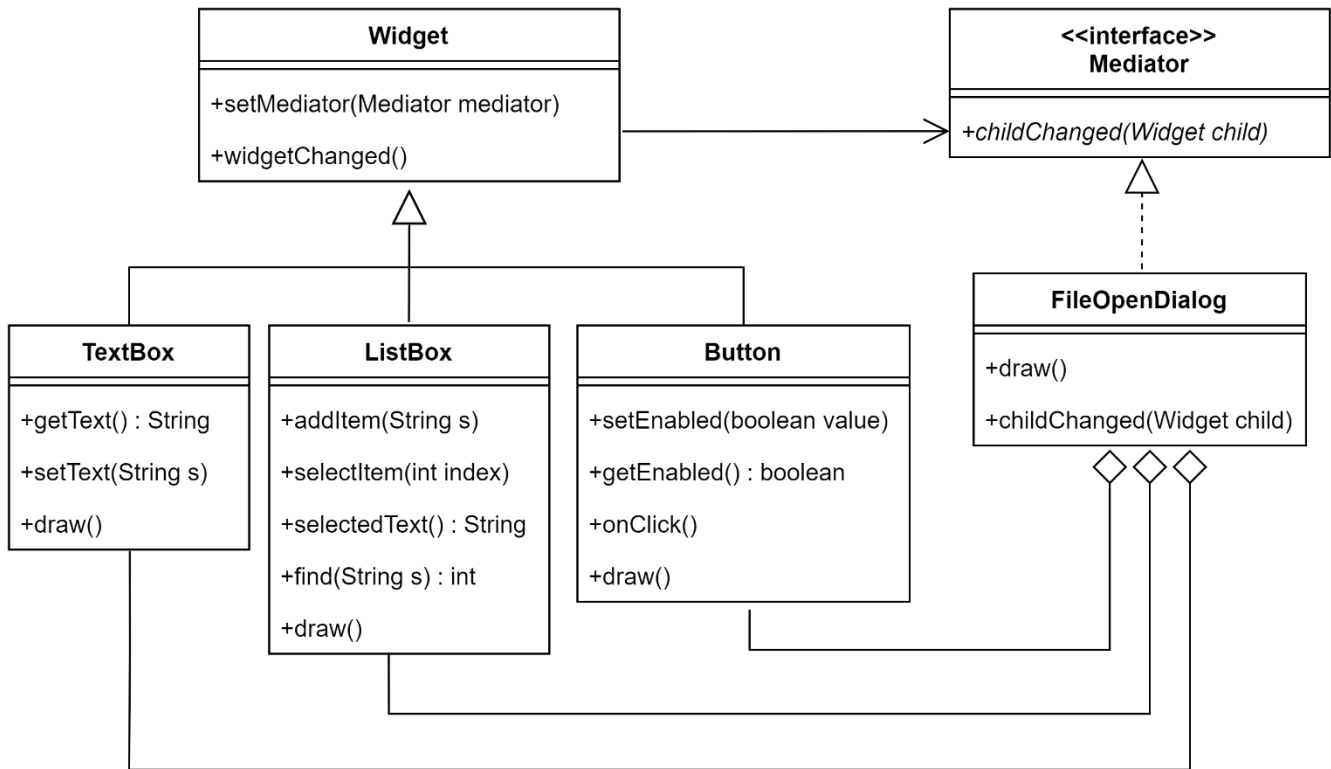 Widget
+setMediator(Mediator mediator)
+widgetChanged()
<<interface>>
Mediator
+childChanged(Widget child)
TextBox
+getText() : String
+setText(String s)
+draw()
ListBox
+addItem(String s)
+selectItem(int index)
+selectedText() : String
+find(String s) : int
+draw()
Button
+setEnabled(boolean value)
+getEnabled() : boolean
+onClick()
+draw()
FileOpenDialog
+draw()
+childChanged(Widget child)